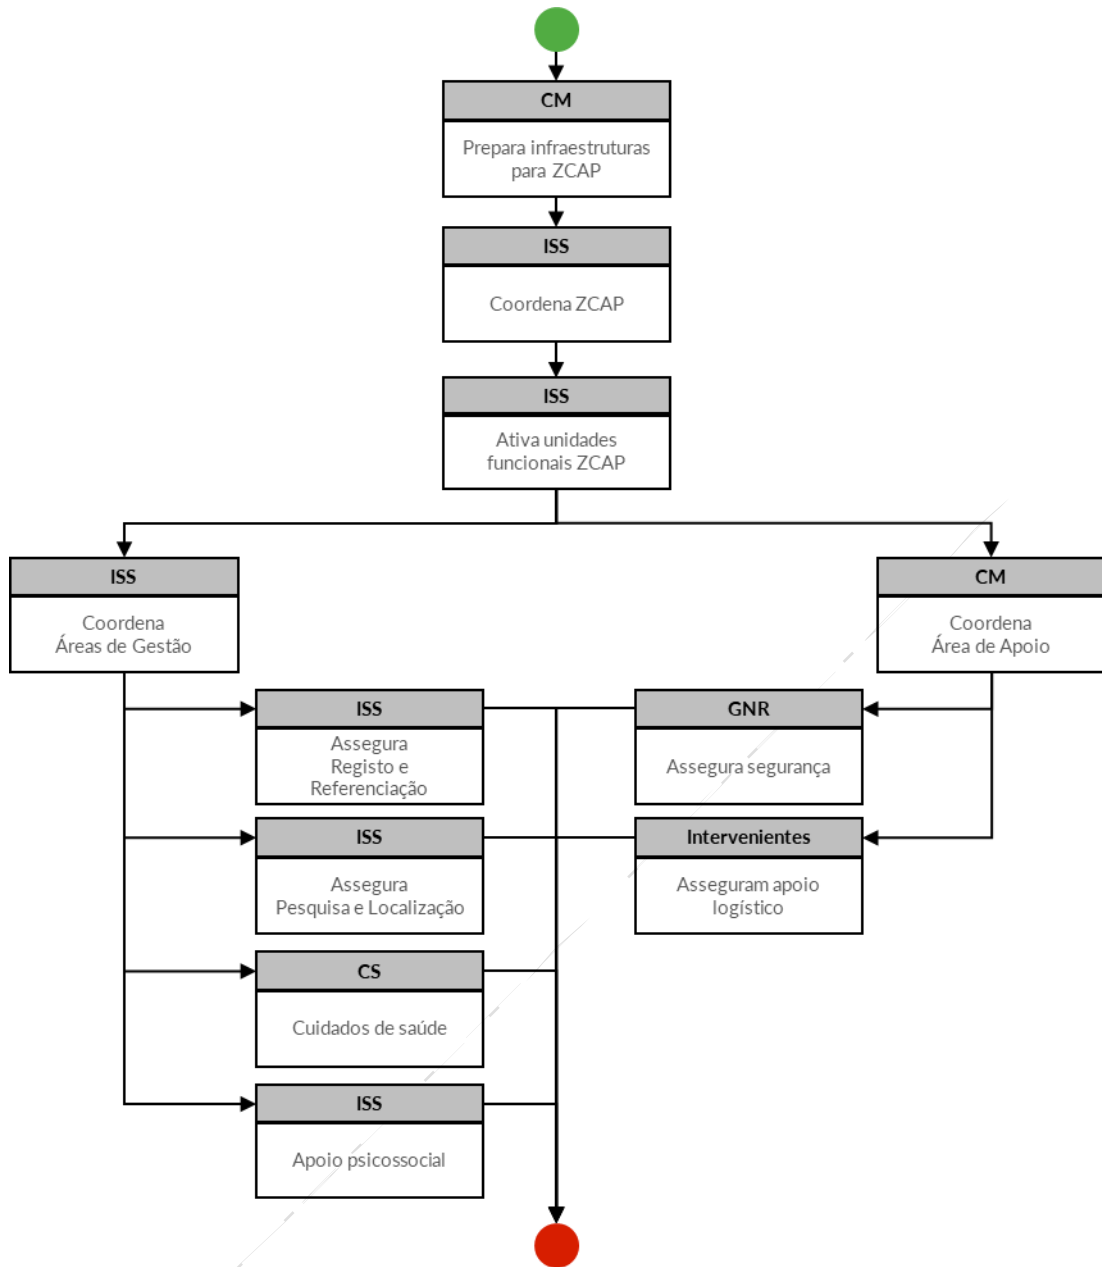 CM
Prepara infraestruturas
para ZCAP
ISS
Coordena ZCAP
ISS
Ativa unidades
funcionais ZCAP
ISS
Coordena
Áreas de Gestão
CM
Coordena
Área de Apoio
ISS
Assegura
Registo e
Referenciação
GNR
Assegura segurança
ISS
Assegura
Pesquisa e Localização
Intervenientes
Asseguram apoio
logístico
CS
Cuidados de saúde
ISS
Apoio psicossocial